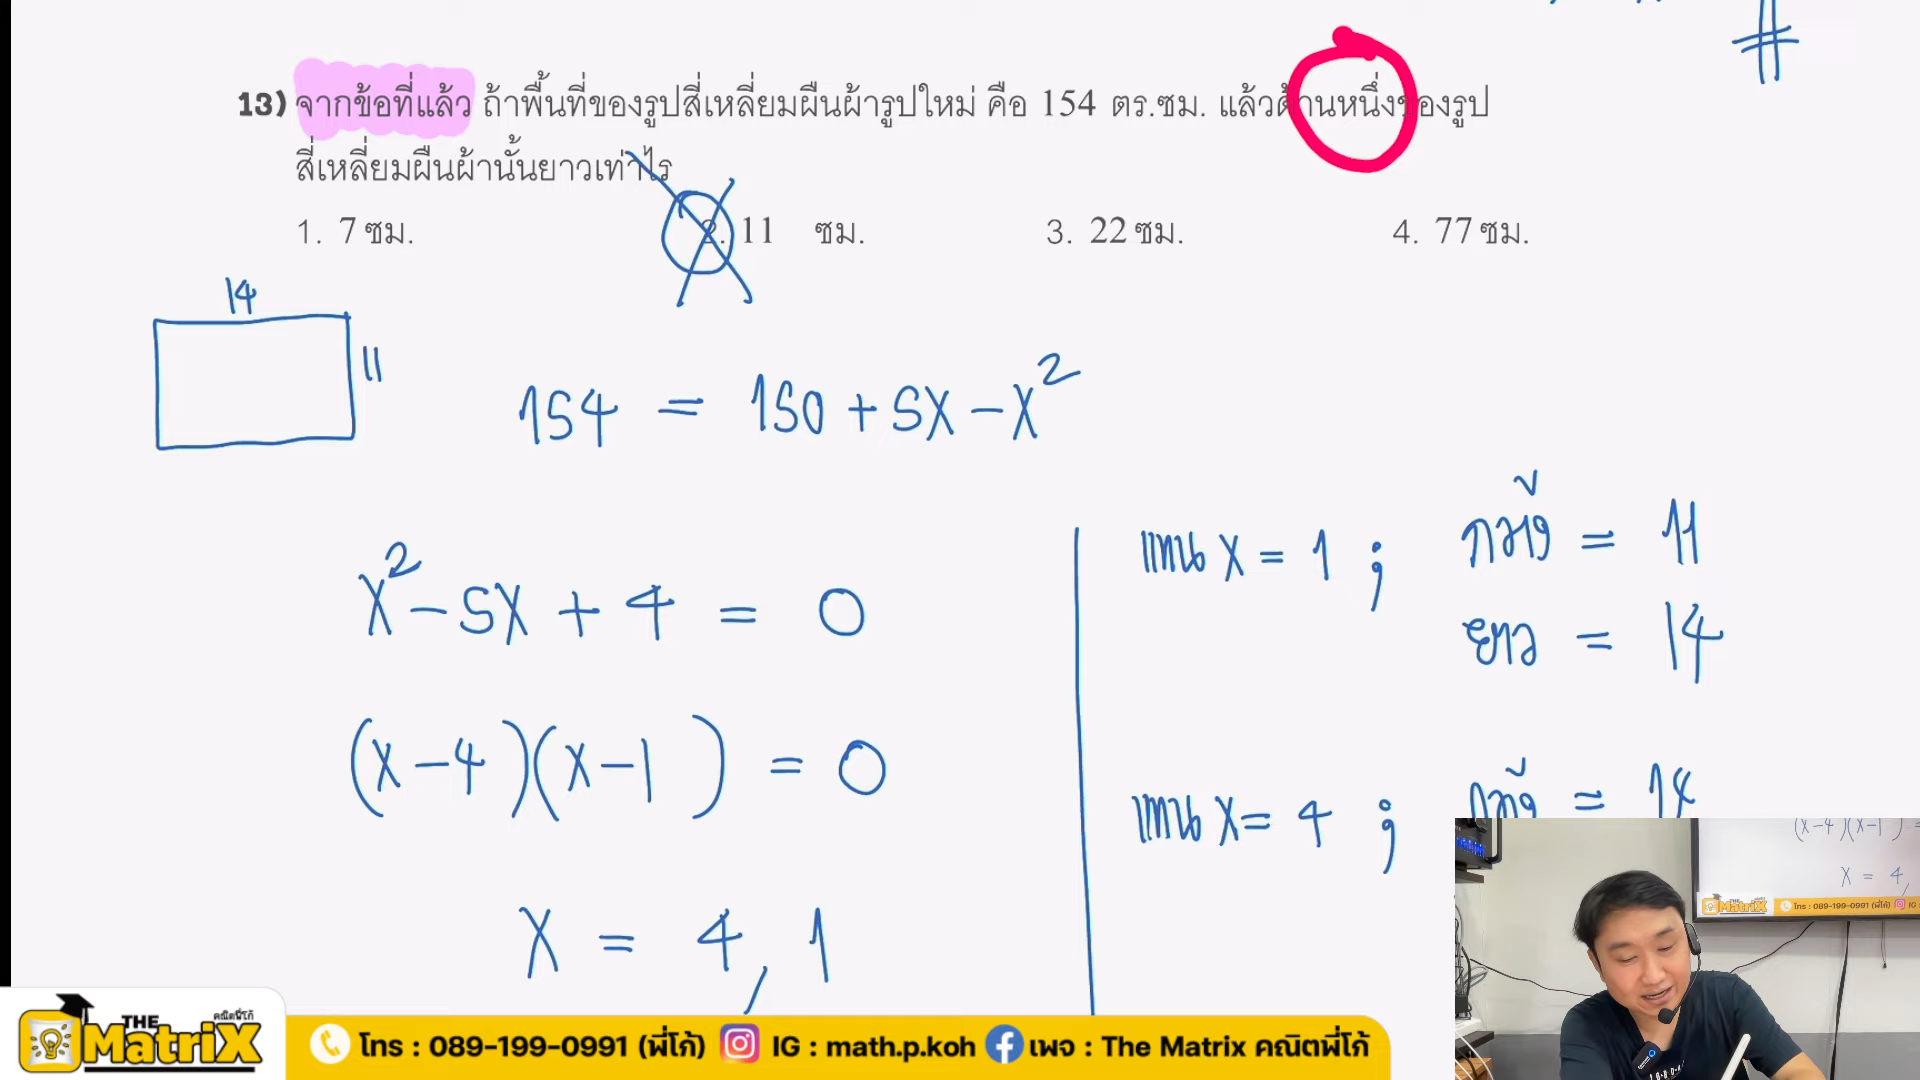 13) จากข้อที่แล้ว ถ้าพื้นที่ของรูปสี่เหลี่ยมผืนผ้ารูปใหม่ คือ 154 ตร.ซม. แล้วด้านหนึ่งของรูป
สี่เหลี่ยมผืนผ้านั้นยาวเท่าไร
1. 7 ซม. 2. 11 ซม. 3. 22 ซม. 4. 77 ซม.
14
11
154 = 150 + 5x - x²
x² - 5x + 4 = 0
(x - 4)(x - 1) = 0
x = 4, 1
แทน x = 1 ; กว้าง = 11
ยาว = 14
แทน x = 4 ; กว้าง = 14
(x-4)(x-1) =
x = 4,
THE MatriX คณิตพี่โก้
โทร : 089-199-0991 (พี่โก้) IG : math.p.koh เพจ : The Matrix คณิตพี่โก้